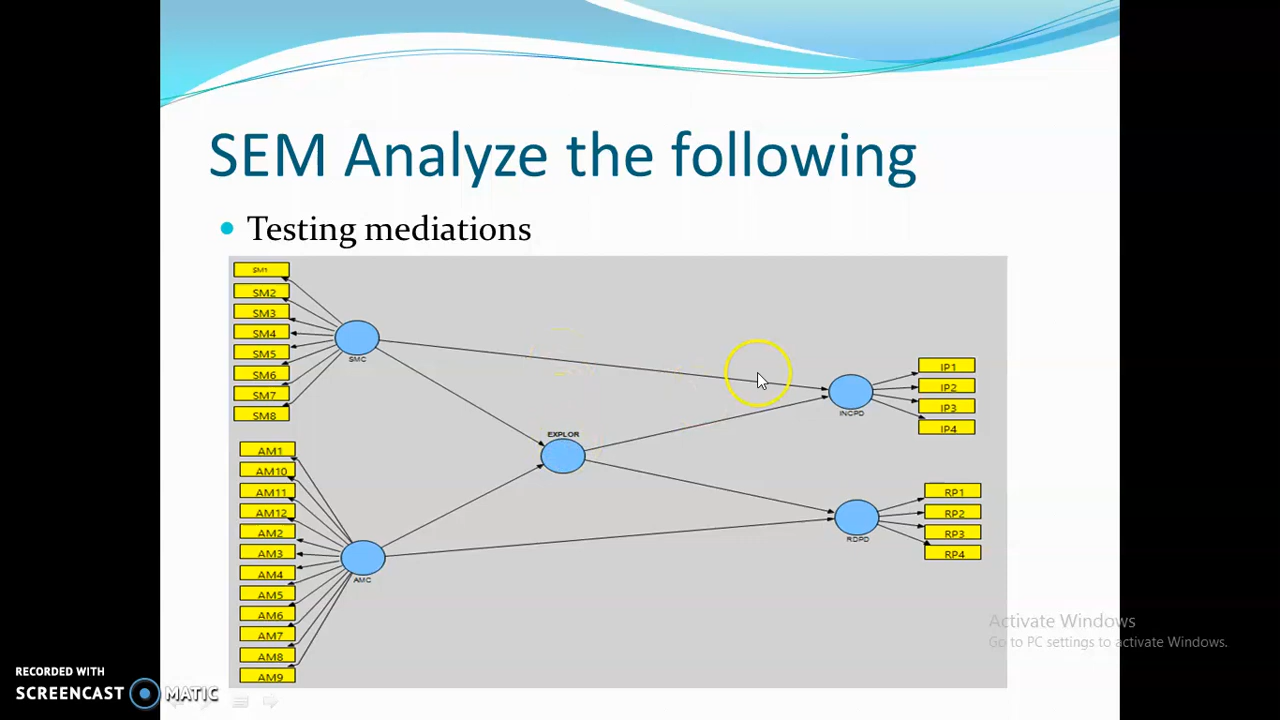 SEM Analyze the following
Testing mediations
SM1
SM2
SM3
SM4
SM5
SM6
SM7
SM8
SMC
AM1
AM10
AM11
AM12
AM2
AM3
AM4
AM5
AM6
AM7
AM8
AM9
AMC
EXPLOR
INCPD
IP1
IP2
IP3
IP4
RDPD
RP1
RP2
RP3
RP4
Activate Windows
Go to PC settings to activate Windows.
RECORDED WITH
SCREENCAST MATIC